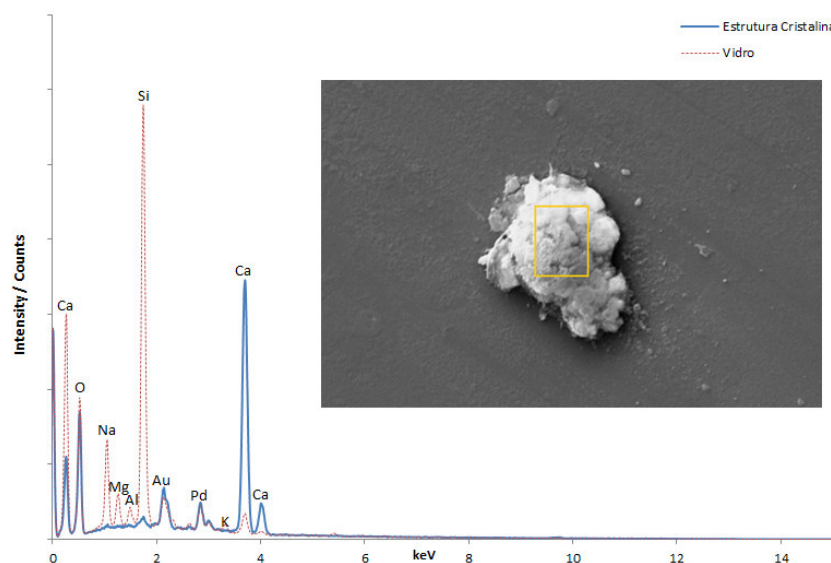 Estrutura Cristalina
Vidro
Si
Ca
Ca
O
Na
Mg
Al
Au
Pd
K
Ca
Intensity / Counts
0
2
4
6
8
10
12
14
keV